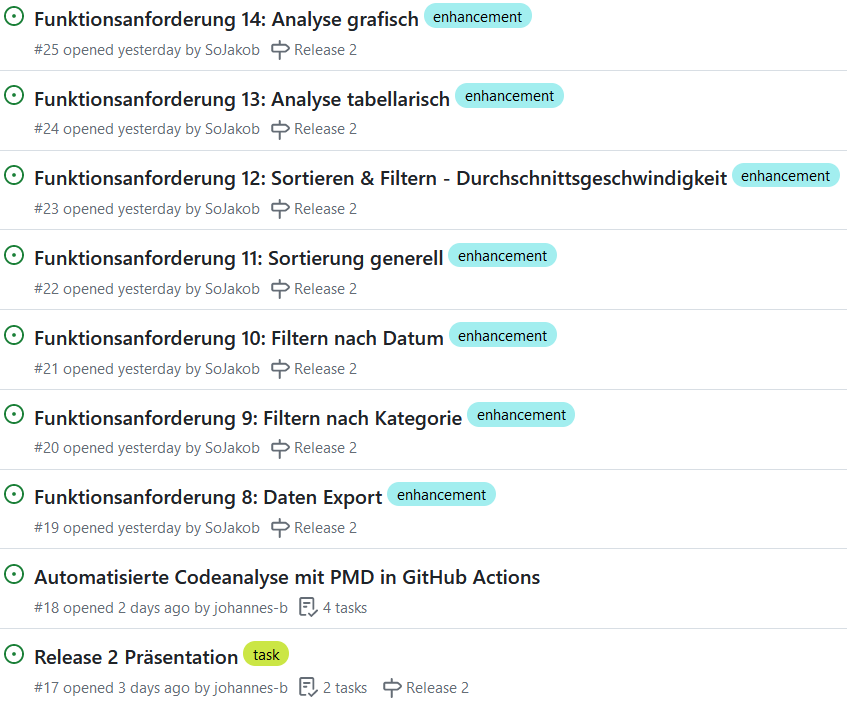 Funktionsanforderung 14: Analyse grafisch enhancement
#25 opened yesterday by SoJakob Release 2
Funktionsanforderung 13: Analyse tabellarisch enhancement
#24 opened yesterday by SoJakob Release 2
Funktionsanforderung 12: Sortieren & Filtern - Durchschnittsgeschwindigkeit enhancement
#23 opened yesterday by SoJakob Release 2
Funktionsanforderung 11: Sortierung generell enhancement
#22 opened yesterday by SoJakob Release 2
Funktionsanforderung 10: Filtern nach Datum enhancement
#21 opened yesterday by SoJakob Release 2
Funktionsanforderung 9: Filtern nach Kategorie enhancement
#20 opened yesterday by SoJakob Release 2
Funktionsanforderung 8: Daten Export enhancement
#19 opened yesterday by SoJakob Release 2
Automatisierte Codeanalyse mit PMD in GitHub Actions
#18 opened 2 days ago by johannes-b 4 tasks
Release 2 Präsentation task
#17 opened 3 days ago by johannes-b 2 tasks Release 2